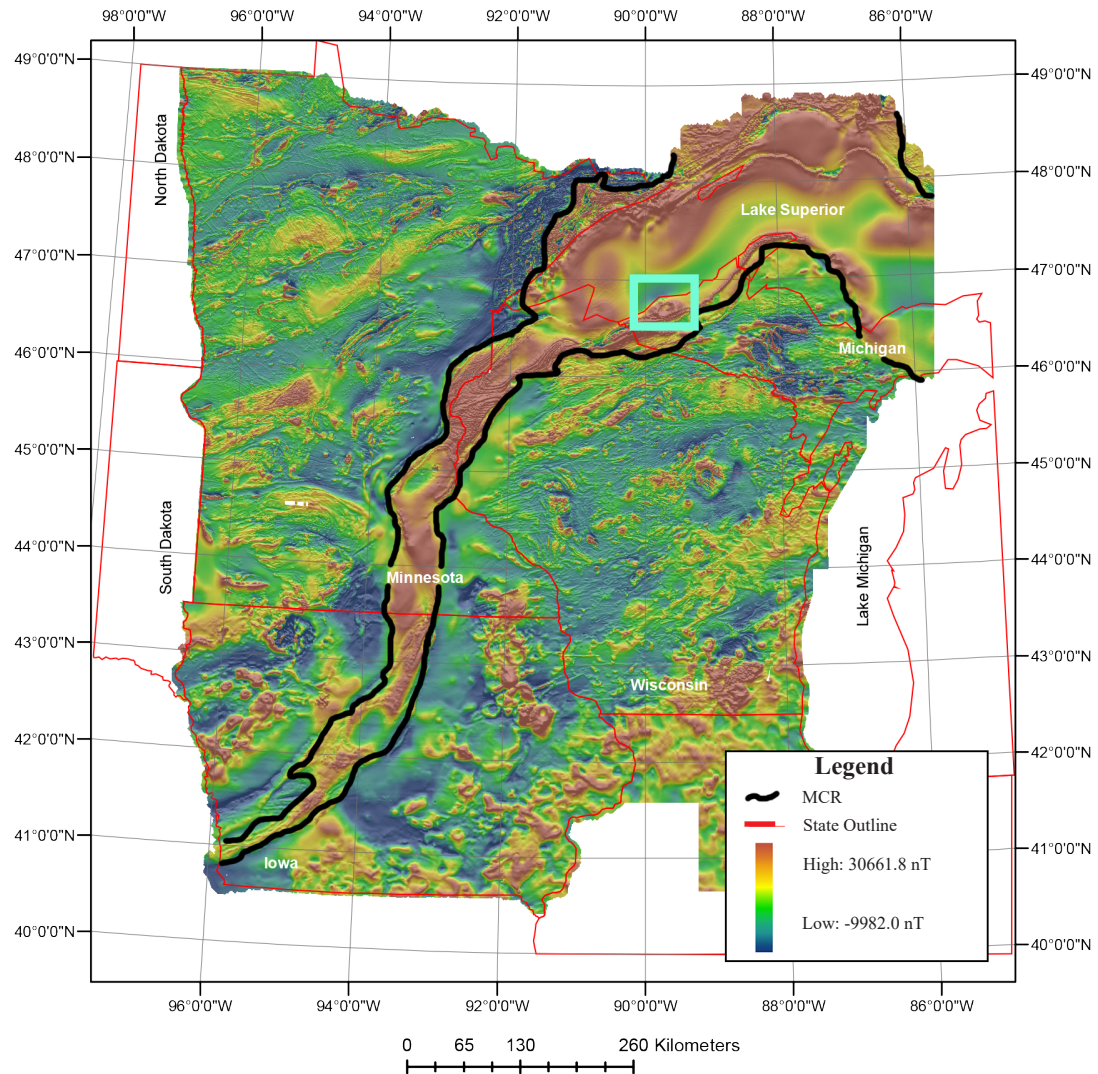 98°0'0"W 96°0'0"W 94°0'0"W 92°0'0"W 90°0'0"W 88°0'0"W 86°0'0"W
49°0'0"N
49°0'0"N
North Dakota
48°0'0"N
48°0'0"N
Lake Superior
47°0'0"N
47°0'0"N
46°0'0"N
Michigan
46°0'0"N
45°0'0"N
45°0'0"N
South Dakota
44°0'0"N
Lake Michigan
44°0'0"N
Minnesota
43°0'0"N
43°0'0"N
Wisconsin
42°0'0"N
42°0'0"N
Legend
MCR
State Outline
41°0'0"N
41°0'0"N
Iowa
High: 30661.8 nT
Low: -9982.0 nT
40°0'0"N
40°0'0"N
96°0'0"W 94°0'0"W 92°0'0"W 90°0'0"W 88°0'0"W 86°0'0"W
0 65 130 260 Kilometers